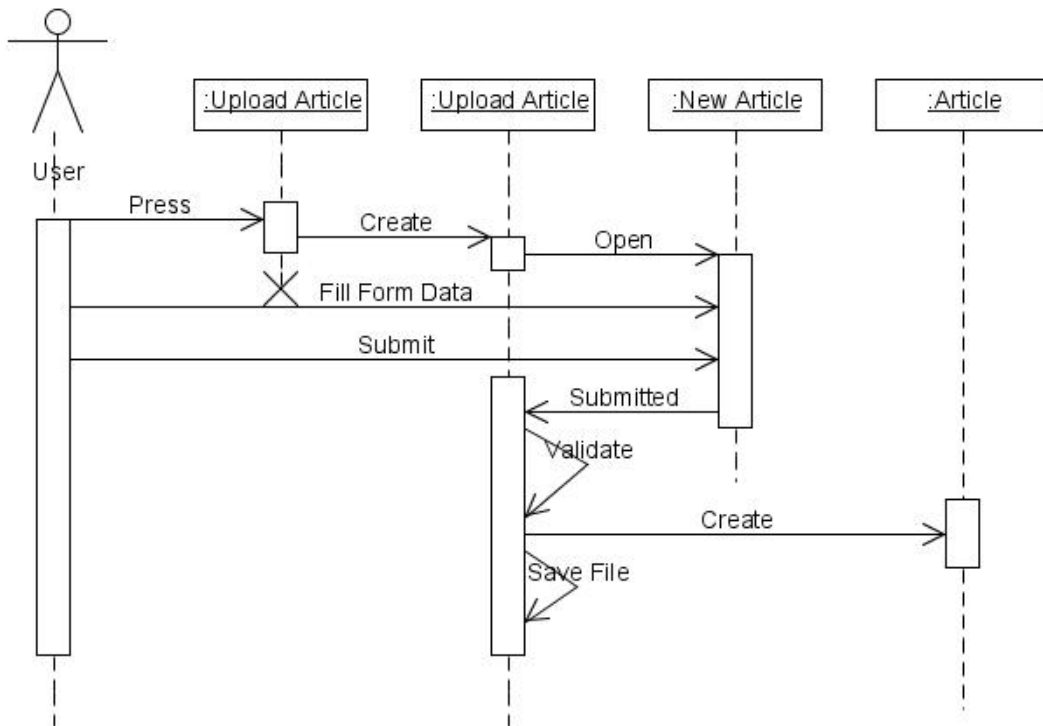 :Upload Article
:Upload Article
:New Article
:Article
User
Press
Create
Open
Fill Form Data
Submit
Submitted
Validate
Create
Save File